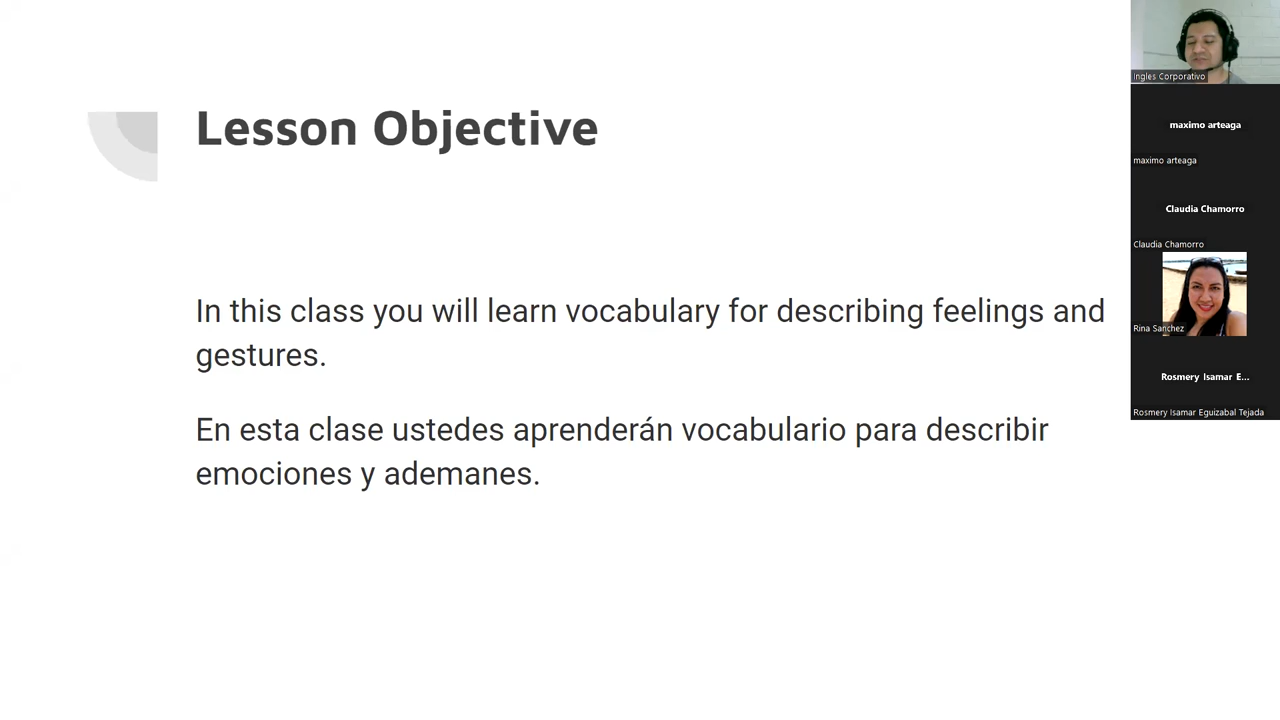 Lesson Objective
In this class you will learn vocabulary for describing feelings and
gestures.
En esta clase ustedes aprenderán vocabulario para describir
emociones y ademanes.
Ingles Corporativo
maximo arteaga
maximo arteaga
Claudia Chamorro
Claudia Chamorro
Rina Sanchez
Rosmery Isamar E...
Rosmery Isamar Eguizabal Tejada